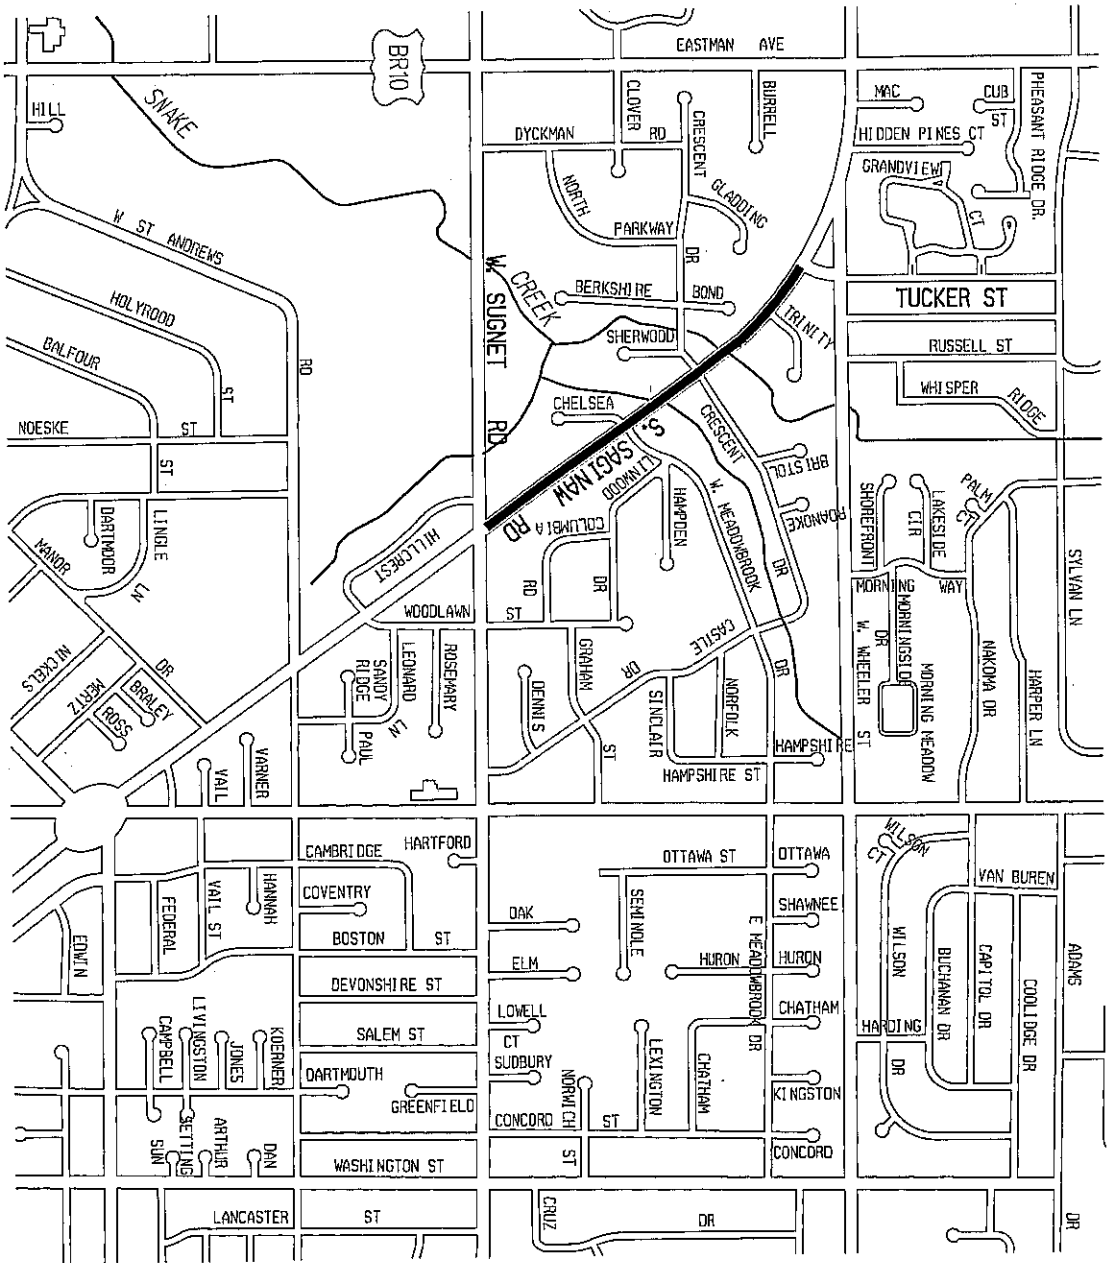 EASTMAN AVE
BR10
SNAKE
HILL
CLOVER
CRESCENT
BURRELL
MAC
CUB
ST
PHEASANT RIDGE DR.
DYCKMAN RD
HIDDEN PINES CT
GRANDVIEW
CT
NORTH
PARKWAY
GLADDING
DR
W ST ANDREWS
RD
CREEK
BERKSHIRE
BOND
TUCKER ST
HOLYROOD
ST
W. SUGNET RD
SHERWOOD
TRINITY
RUSSELL ST
BALFOUR
ST
WHISPER
RIDGE
CHELSEA
CRESCENT
DR
NOESKE ST
S. SAGINAW RD
BRISTOL
LINWOOD
DR
HAMPDEN
W. MEADOWBROOK
DR
ROANOKE
SHOREFRONT
LAKESIDE
CIR
PALM
CT
DARTMOOR
LINGLE
LN
MANOR
DR
COLUMBIA
RD
HILLCREST
SYLVAN LN
MORNING WAY
WOODLAWN ST
MORNINGSIDE
DR
W. WHEELER ST
NICKELS
MERTZ
BRALEY
ROSS
LEONARD
LN
SANDY
RIDGE
ROSEMARY
GRAHAM
ST
CASTLE
DR
DENNIS
SINCLAIR
NORFOLK
MORNING MEADOW
NAKOMA DR
HARPER LN
PAUL
HAMPSHIRE
HAMPSHIRE ST
VARNER
VAIL
CAMBRIDGE
HARTFORD
OTTAWA ST
OTTAWA
WILSON
CT
VAN BUREN
HANNAH
VAIL ST
COVENTRY
FEDERAL
SEMINOLE
OAK
SHAWNEE
E MEADOWBROOK DR
EDWIN
BOSTON ST
ELM
HURON
HURON
WILSON
DR
BUCHANAN DR
CAPITOL DR
COOLIDGE DR
ADAMS
DR
DEVONSHIRE ST
LIVINGSTON
CAMPBELL
JONES
KOERNER
SALEM ST
LOWELL
CT
CHATHAM
HARDING
LEXINGTON
CHATHAM
SUDBURY
DARTMOUTH
NORWICH
ST
KINGSTON
GREENFIELD
CONCORD ST
SETTING
SUN
ARTHUR
DAN
CONCORD
WASHINGTON ST
LANCASTER ST
CRUZ
DR